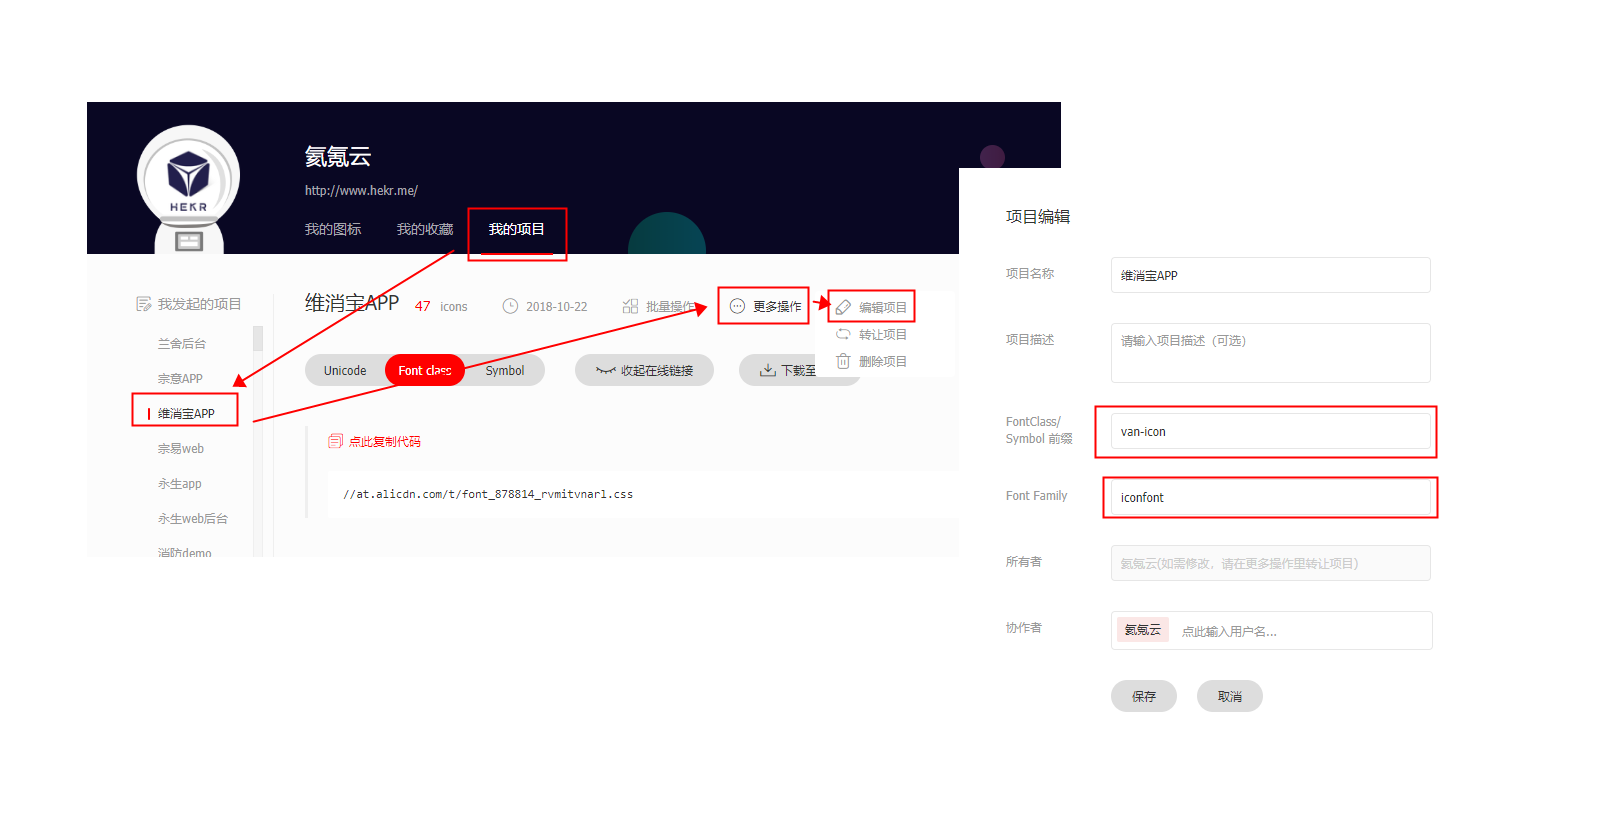 氦氪云
http://www.hekr.me/
HEKR
我的图标
我的收藏
我的项目
我发起的项目
兰舍后台
宗意APP
维消宝APP
宗易web
永生app
永生web后台
消防demo
维消宝APP
47 icons
2018-10-22
批量操作
更多操作
编辑项目
转让项目
删除项目
Unicode
Font class
Symbol
收起在线链接
下载至
点此复制代码
//at.alicdn.com/t/font_878814_rvmitvnarl.css
项目编辑
项目名称
维消宝APP
项目描述
请输入项目描述（可选）
FontClass/
Symbol 前缀
van-icon
Font Family
iconfont
所有者
氦氪云(如需修改，请在更多操作里转让项目)
协作者
氦氪云
点此输入用户名...
保存
取消